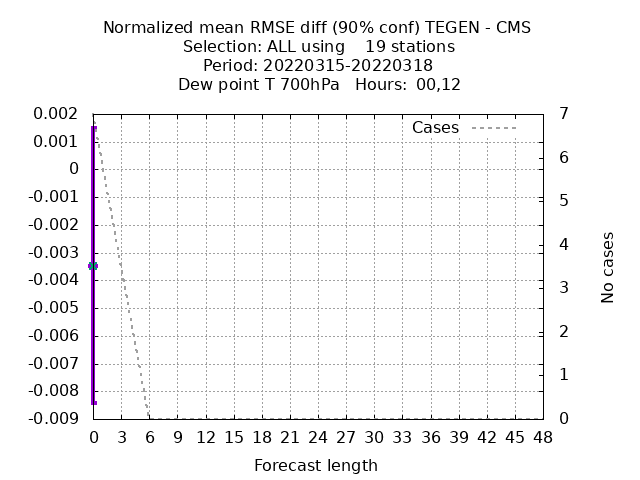 Normalized mean RMSE diff (90% conf) TEGEN - CMS
Selection: ALL using    19 stations
Period: 20220315-20220318
Dew point T 700hPa   Hours: 00,12
Cases
0.002
0.001
0
-0.001
-0.002
-0.003
-0.004
-0.005
-0.006
-0.007
-0.008
-0.009
7
6
5
4
3
2
1
0
No cases
0 3 6 9 12 15 18 21 24 27 30 33 36 39 42 45 48
Forecast length